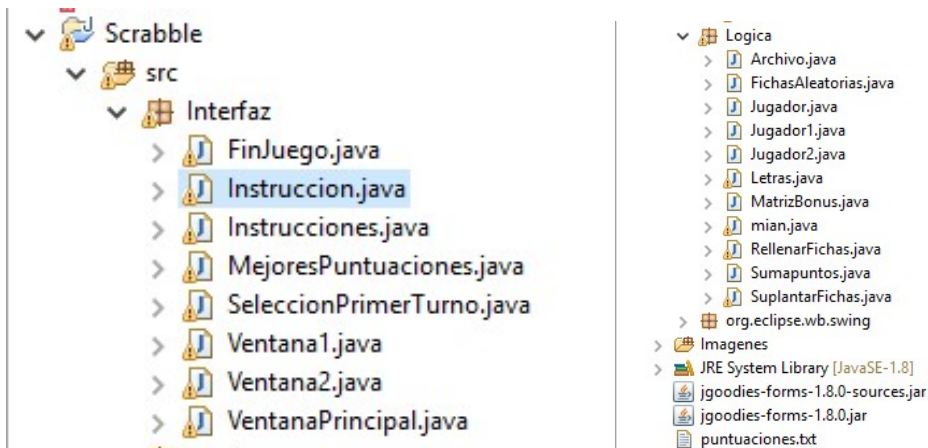 Scrabble
src
Interfaz
FinJuego.java
Instruccion.java
Instrucciones.java
MejoresPuntuaciones.java
SeleccionPrimerTurno.java
Ventana1.java
Ventana2.java
VentanaPrincipal.java
Logica
Archivo.java
FichasAleatorias.java
Jugador.java
Jugador1.java
Jugador2.java
Letras.java
MatrizBonus.java
mian.java
RellenarFichas.java
Sumapuntos.java
SuplantarFichas.java
org.eclipse.wb.swing
Imagenes
JRE System Library [JavaSE-1.8]
jgoodies-forms-1.8.0-sources.jar
jgoodies-forms-1.8.0.jar
puntuaciones.txt